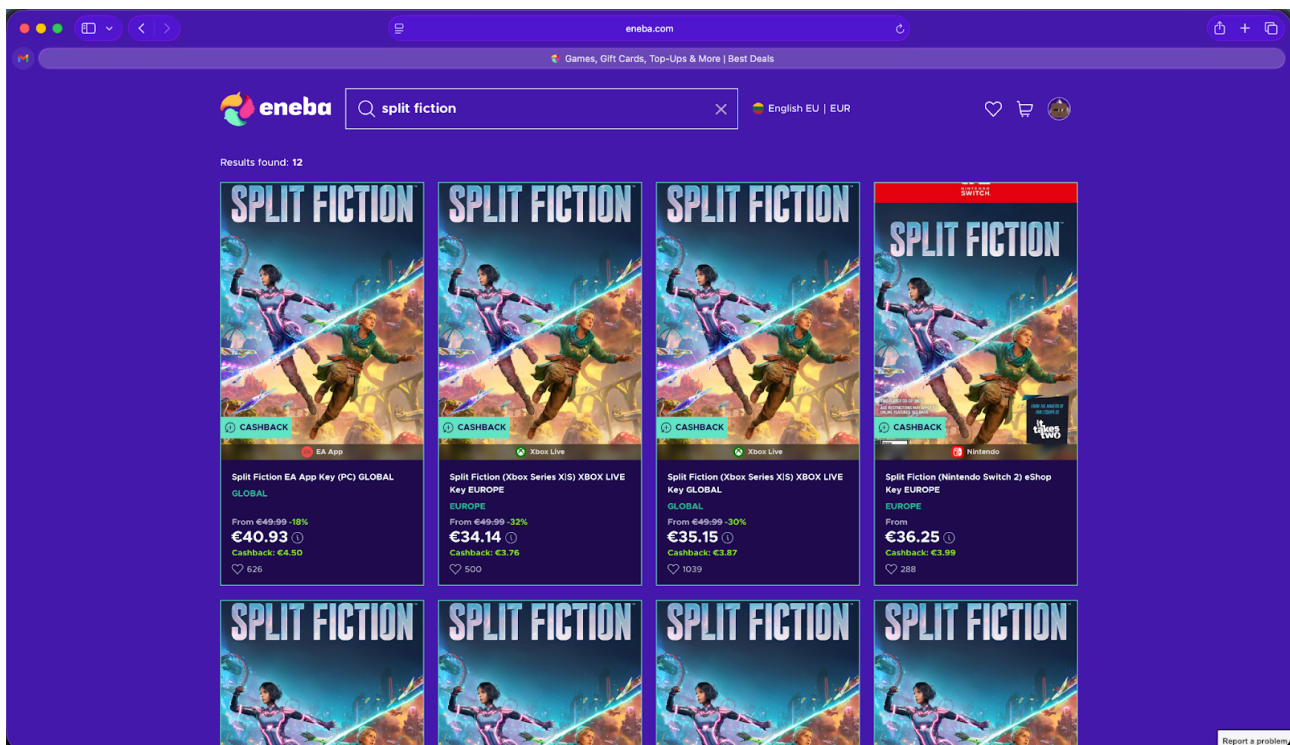 eneba.com
Games, Gift Cards, Top-Ups & More | Best Deals
eneba
split fiction
English EU | EUR
Results found: 12
SPLIT FICTION
CASHBACK
EA App
Split Fiction EA App Key (PC) GLOBAL
GLOBAL
From €49.99 -18%
€40.93
Cashback: €4.50
626
SPLIT FICTION
CASHBACK
Xbox Live
Split Fiction (Xbox Series X|S) XBOX LIVE
Key EUROPE
EUROPE
From €49.99 -32%
€34.14
Cashback: €3.76
500
SPLIT FICTION
CASHBACK
Xbox Live
Split Fiction (Xbox Series X|S) XBOX LIVE
Key GLOBAL
GLOBAL
From €49.99 -30%
€35.15
Cashback: €3.87
1039
NINTENDO
SWITCH
SPLIT FICTION
it
takes
two
CASHBACK
Nintendo
Split Fiction (Nintendo Switch 2) eShop
Key EUROPE
EUROPE
From
€36.25
Cashback: €3.99
288
SPLIT FICTION
SPLIT FICTION
SPLIT FICTION
SPLIT FICTION
Report a problem